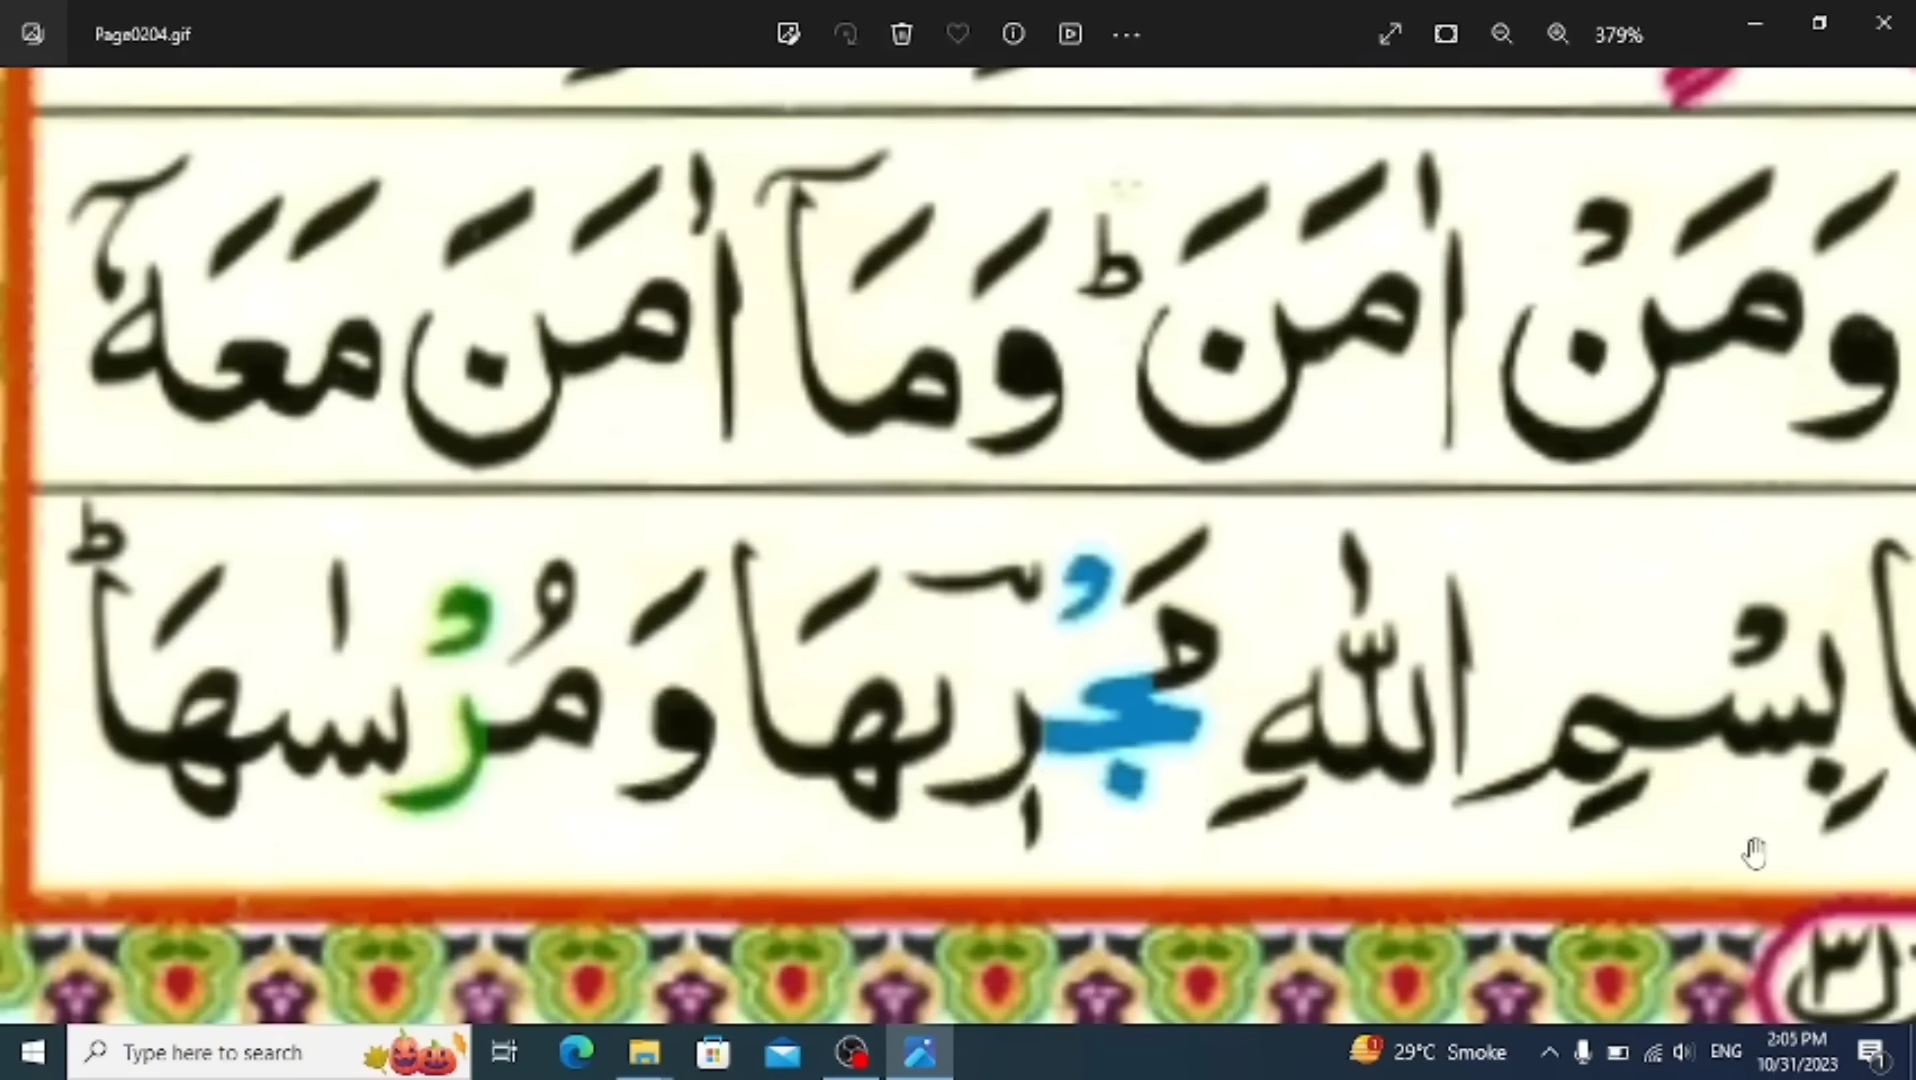 Page0204.gif
379%
وَمَنْ اٰمَنَ ؕ وَمَاۤ اٰمَنَ مَعَهٗۤ
بِسْمِ اللّٰهِ مَجْرٖىهَا وَ مُرْسٰىهَا ؕ
Type here to search
29°C Smoke
ENG
2:05 PM
10/31/2023
1